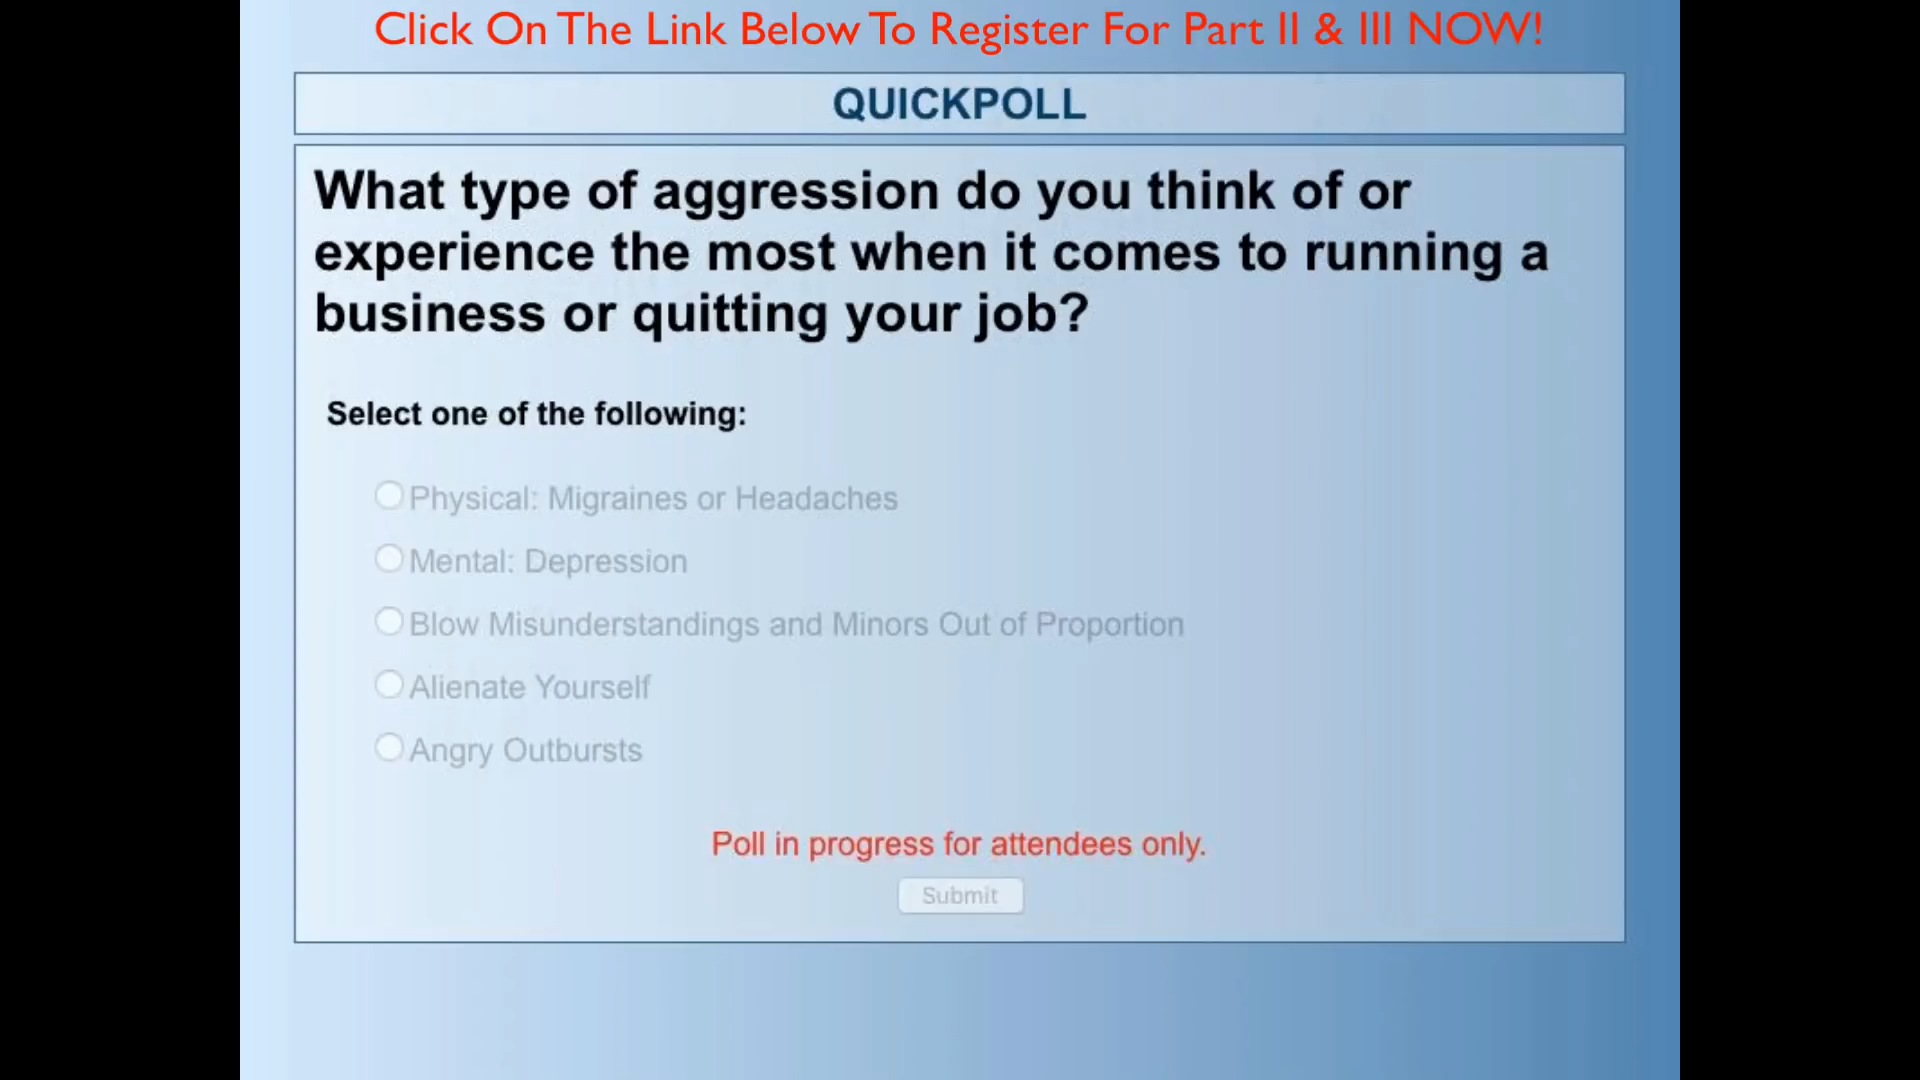 Click On The Link Below To Register For Part II & III NOW!
QUICKPOLL
What type of aggression do you think of or
experience the most when it comes to running a
business or quitting your job?
Select one of the following:
Physical: Migraines or Headaches
Mental: Depression
Blow Misunderstandings and Minors Out of Proportion
Alienate Yourself
Angry Outbursts
Poll in progress for attendees only.
Submit